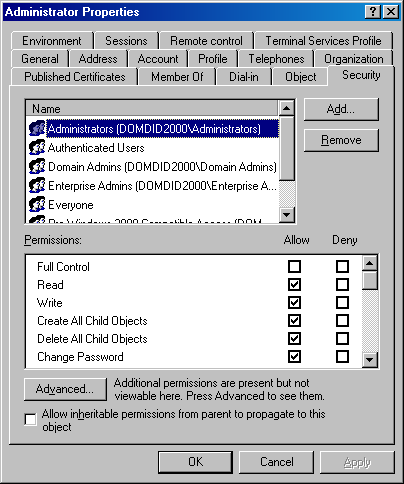 Administrator Properties
Environment Sessions Remote control Terminal Services Profile
General Address Account Profile Telephones Organization
Published Certificates Member Of Dial-in Object Security
Name
Add...
Administrators (DOMDID2000\Administrators)
Authenticated Users
Remove
Domain Admins (DOMDID2000\Domain Admins)
Enterprise Admins (DOMDID2000\Enterprise A...
Everyone
Pre-Windows 2000 Compatible Access (DOM...
Permissions: Allow Deny
Full Control
Read
Write
Create All Child Objects
Delete All Child Objects
Change Password
Advanced...
Additional permissions are present but not
viewable here. Press Advanced to see them.
Allow inheritable permissions from parent to propagate to this
object
OK Cancel Apply